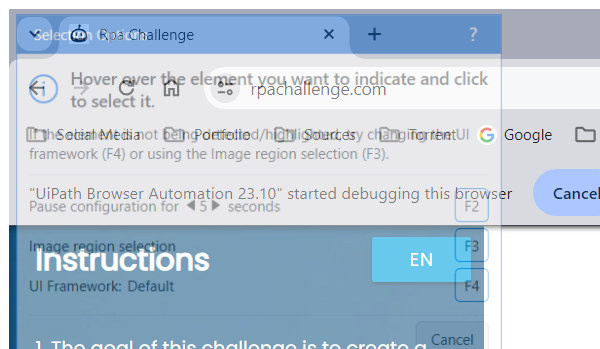 Selection Options
Rpa Challenge
?
Hover over the element you want to indicate and click
to select it.
rpachallenge.com
If the element is not being detected/highlighted, try changing the UI
framework (F4) or using the Image region selection (F3).
Social Media
Portfolio
Sources
Torrent
Google
"UiPath Browser Automation 23.10" started debugging this browser
Cancel
Pause configuration for 5 seconds
F2
Image region selection
F3
Instructions
EN
UI Framework: Default
F4
Cancel
1. The goal of this challenge is to create a